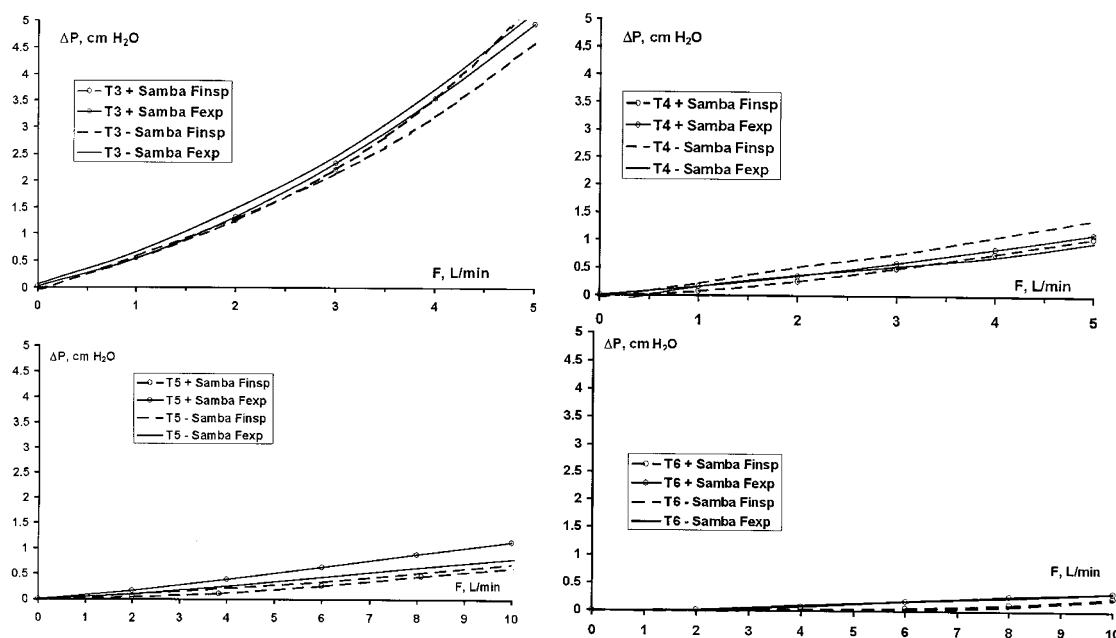 5
4.5
4
3.5
3
2.5
2
1.5
1
0.5
0
ΔP, cm H₂O
T3 + Samba Finsp
T3 + Samba Fexp
T3 - Samba Finsp
T3 - Samba Fexp
F, L/min
0 1 2 3 4 5
5
4.5
4
3.5
3
2.5
2
1.5
1
0.5
0
ΔP, cm H₂O
T4 + Samba Finsp
T4 + Samba Fexp
T4 - Samba Finsp
T4 - Samba Fexp
F, L/min
0 1 2 3 4 5
5
4.5
4
3.5
3
2.5
2
1.5
1
0.5
0
ΔP, cm H₂O
T5 + Samba Finsp
T5 + Samba Fexp
T5 - Samba Finsp
T5 - Samba Fexp
F, L/min
0 1 2 3 4 5 6 7 8 9 10
5
4.5
4
3.5
3
2.5
2
1.5
1
0.5
0
ΔP, cm H₂O
T6 + Samba Finsp
T6 + Samba Fexp
T6 - Samba Finsp
T6 - Samba Fexp
F, L/min
0 1 2 3 4 5 6 7 8 9 10